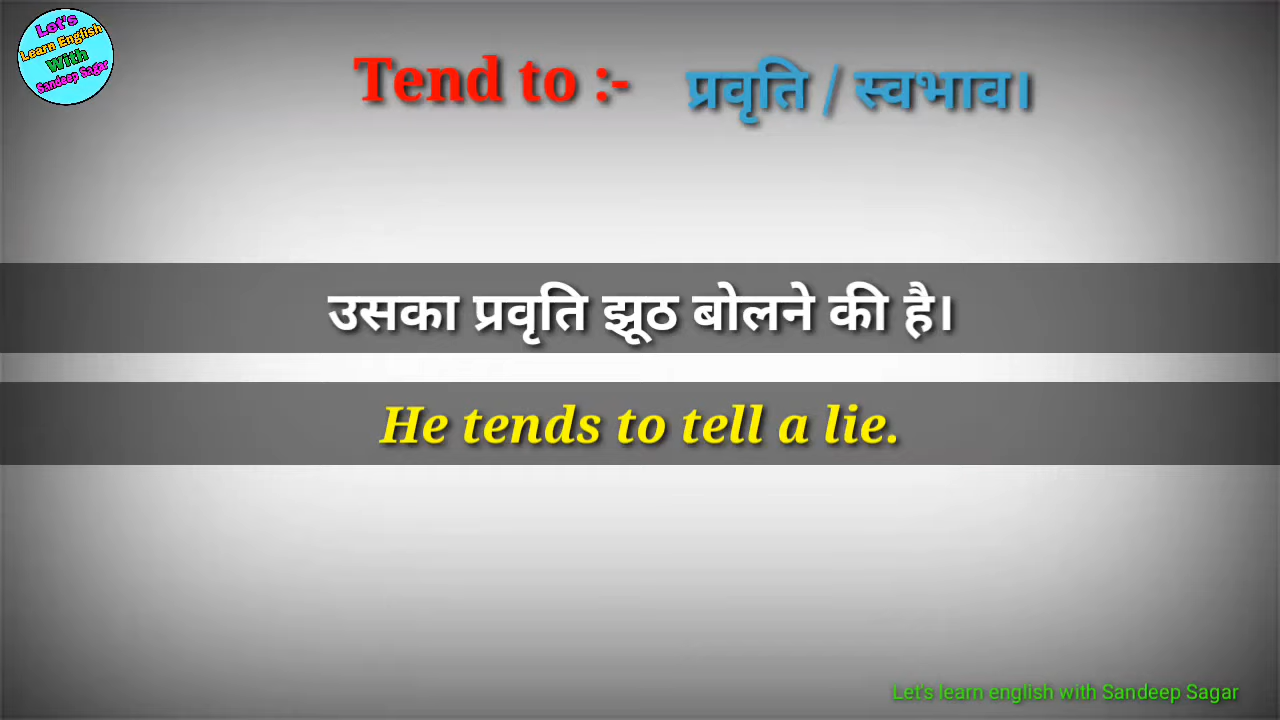 Let's
Learn English
With
Sandeep Sagar
Tend to :- प्रवृति / स्वभाव।
उसका प्रवृति झूठ बोलने की है।
He tends to tell a lie.
Let's learn english with Sandeep Sagar